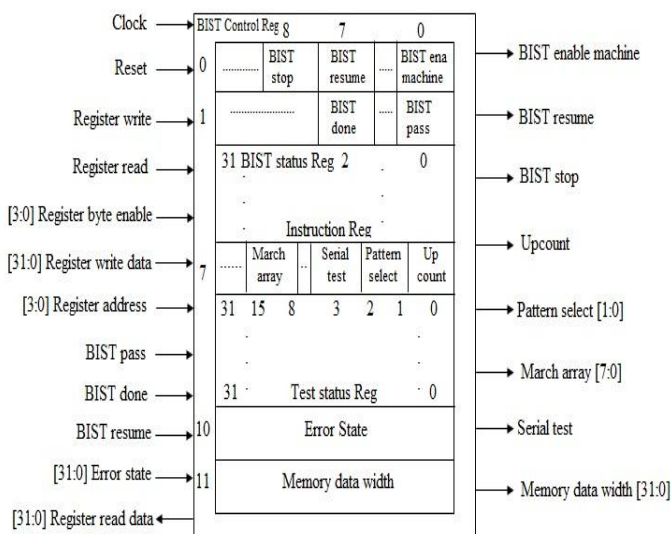 Clock
Reset
Register write
Register read
[3:0] Register byte enable
[31:0] Register write data
[3:0] Register address
BIST pass
BIST done
BIST resume
[31:0] Error state
[31:0] Register read data
BIST Control Reg 8 7 0
0 ............ BIST stop BIST resume ..... BIST ena machine
1 ...................... BIST done ..... BIST pass
31 BIST status Reg 2 0
Instruction Reg
7 ...... March array .. Serial test Pattern select Up count
31 15 8 3 2 1 0
31 Test status Reg 0
10 Error State
11 Memory data width
BIST enable machine
BIST resume
BIST stop
Upcount
Pattern select [1:0]
March array [7:0]
Serial test
Memory data width [31:0]